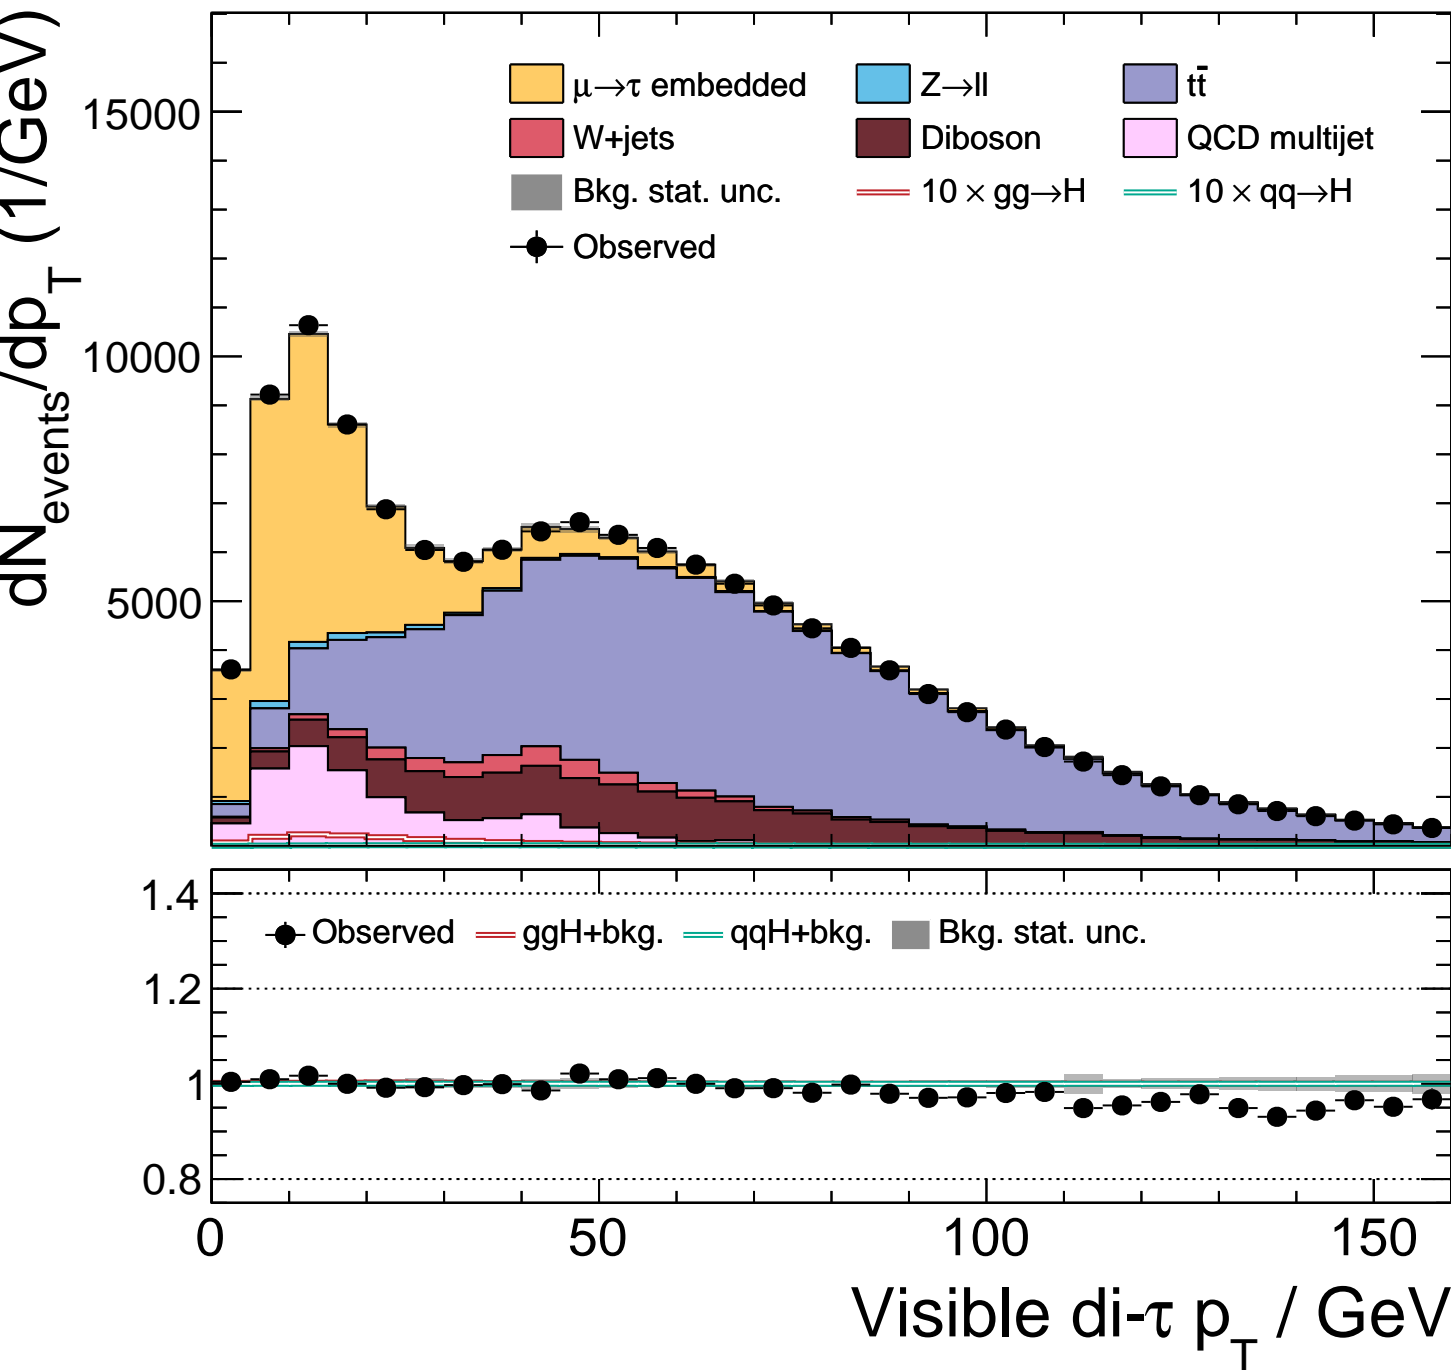 dN_events/dp_T (1/GeV)
15000
10000
5000
μ→τ embedded Z→ll tt̄
W+jets Diboson QCD multijet
Bkg. stat. unc. 10 × gg→H 10 × qq→H
Observed
1.4
1.2
1
0.8
Observed ggH+bkg. qqH+bkg. Bkg. stat. unc.
0 50 100 150
Visible di-τ p_T / GeV